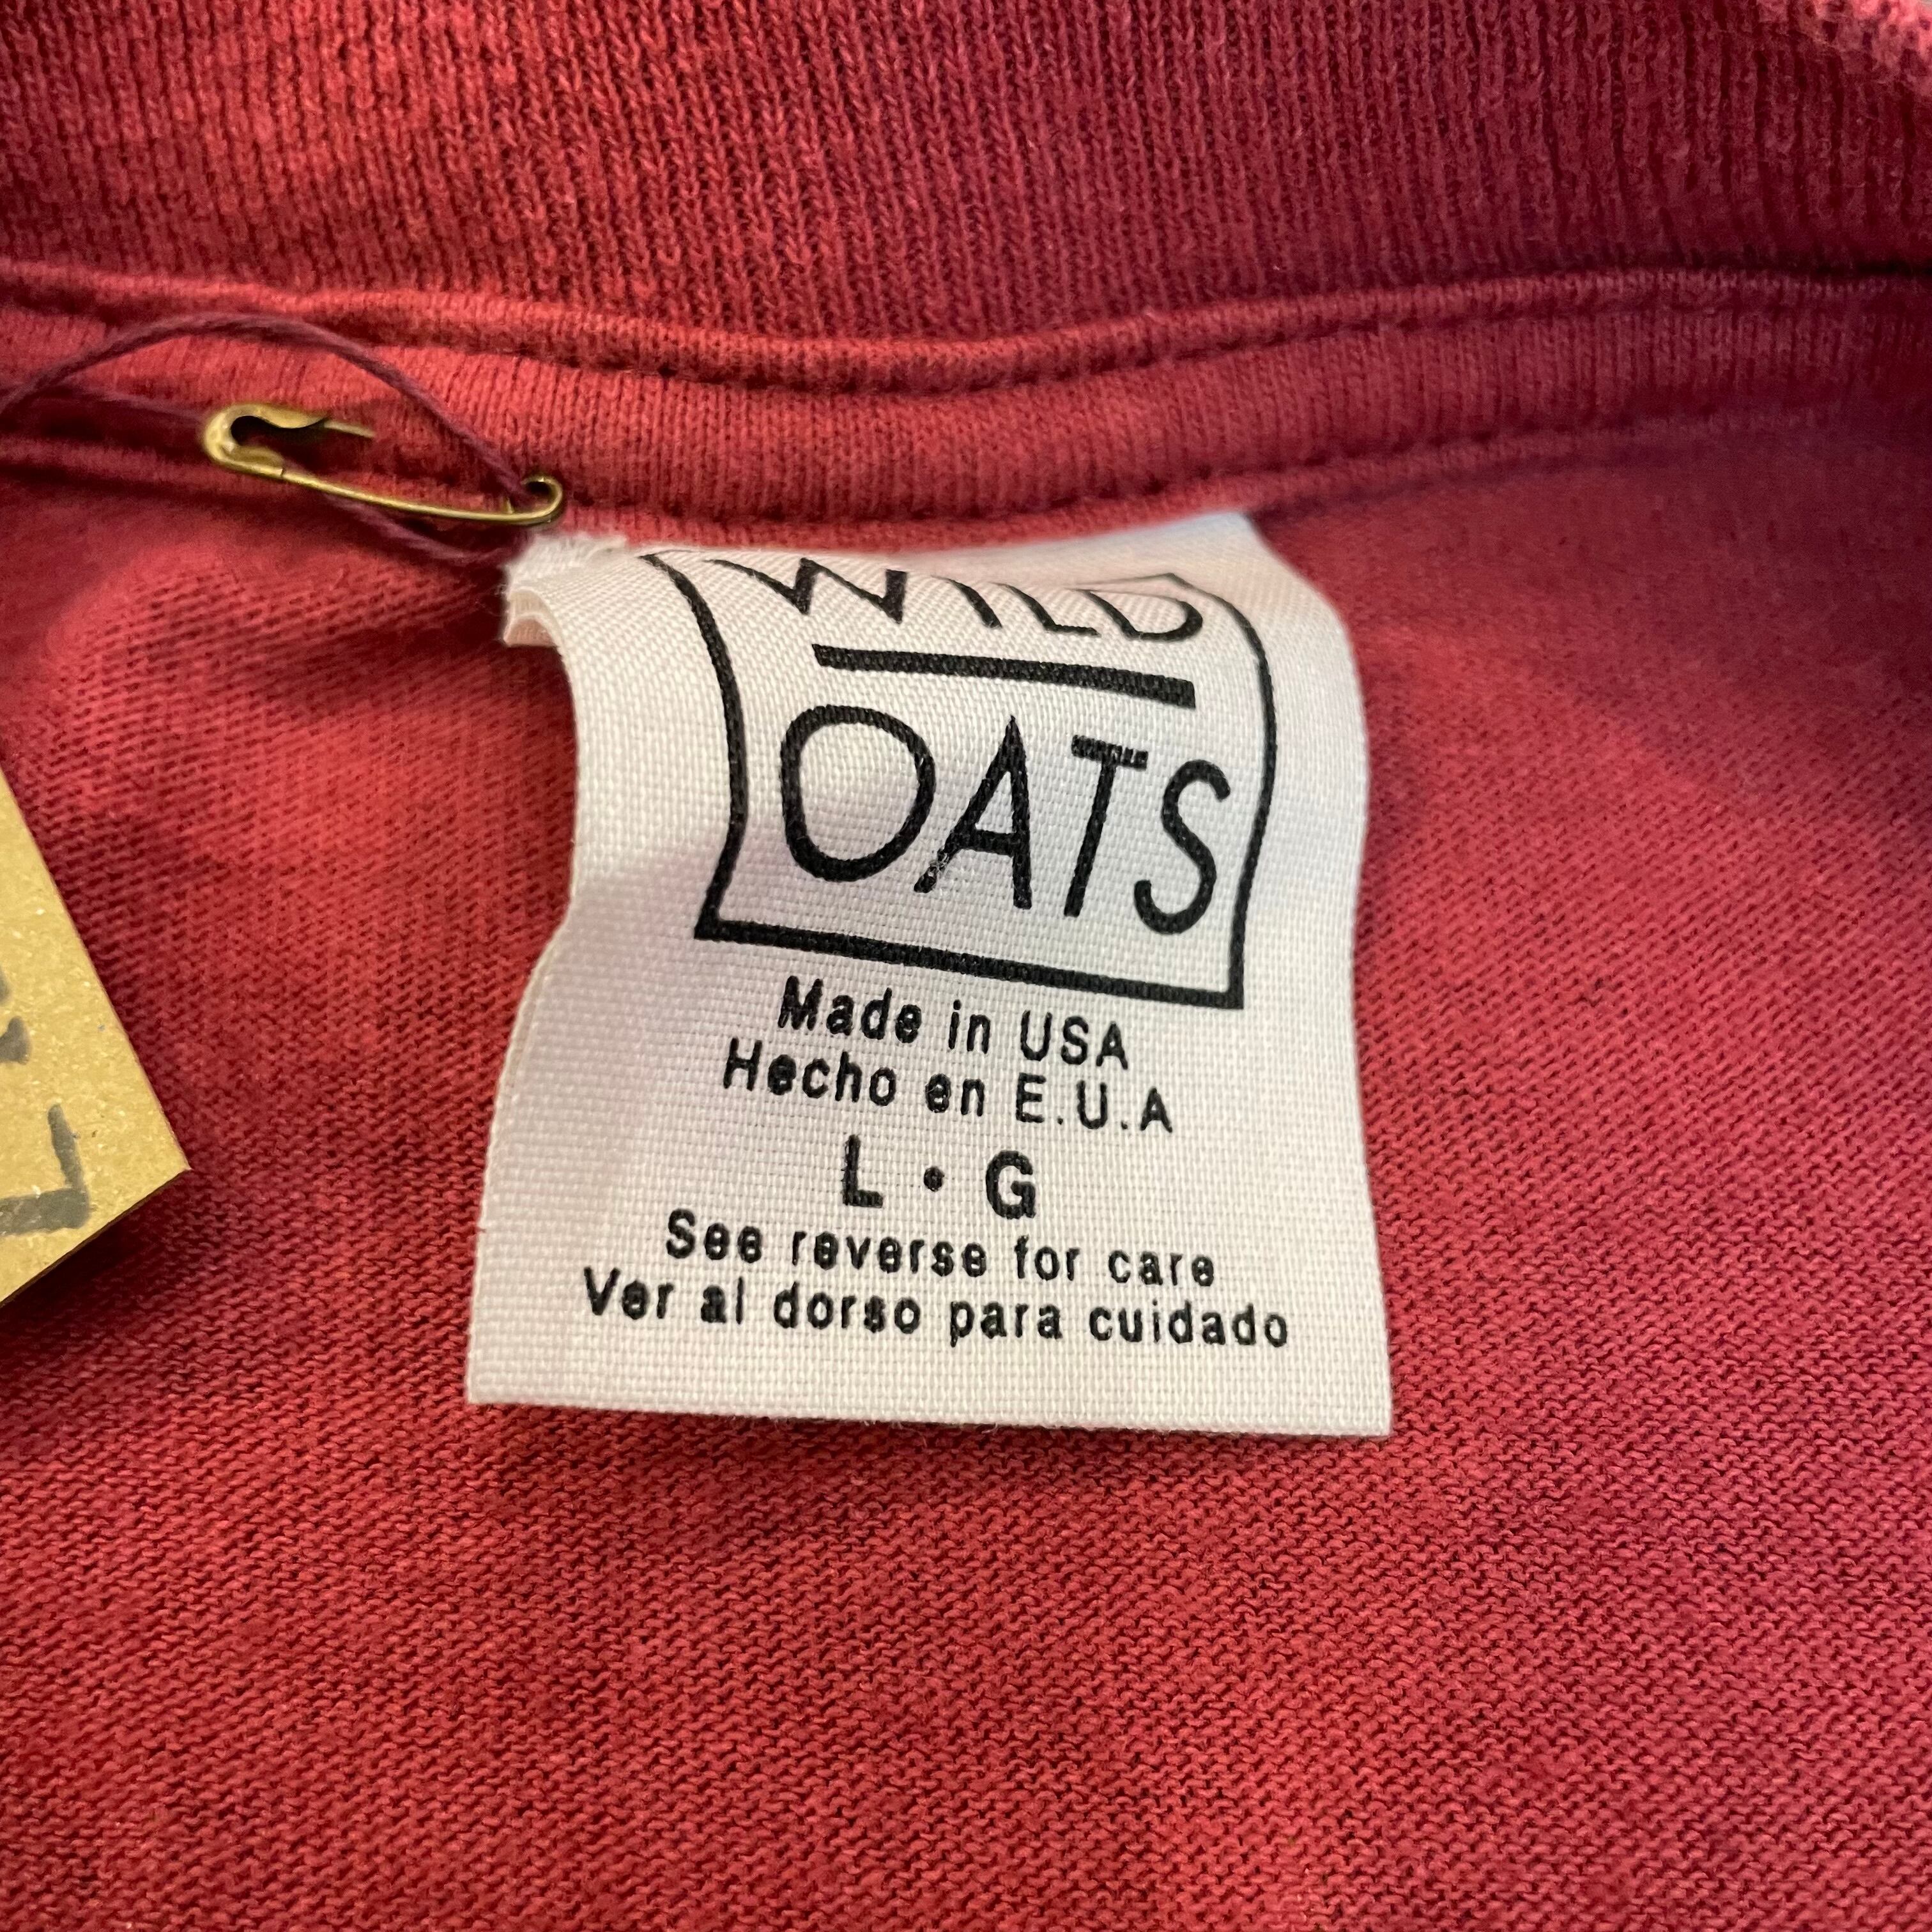 WILD
OATS
Made in USA
Hecho en E.U.A
L • G
See reverse for care
Ver al dorso para cuidado
L